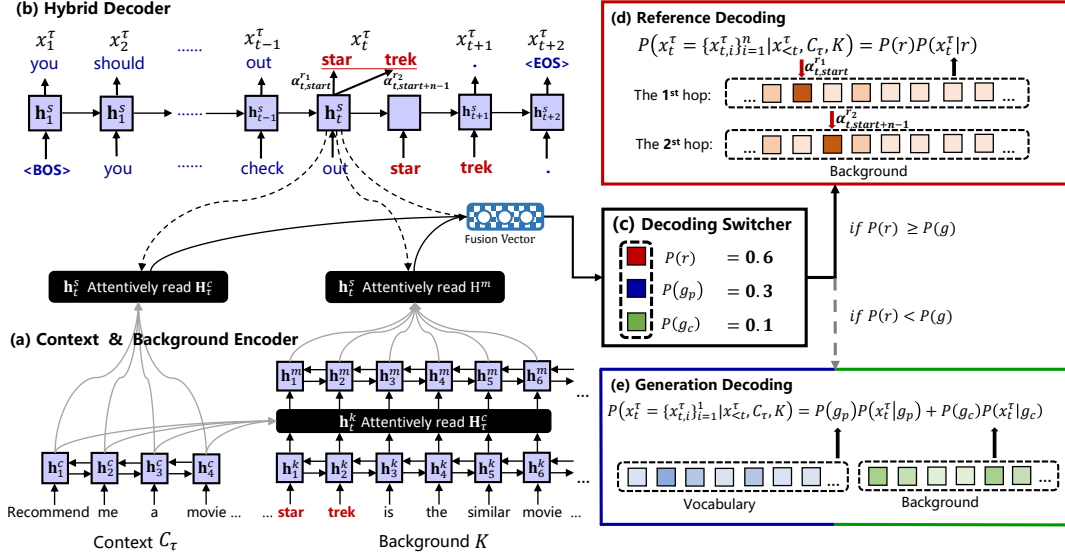 (b) Hybrid Decoder
x_1^τ x_2^τ ...... x_{t−1}^τ x_t^τ x_{t+1}^τ x_{t+2}^τ
you should ...... out star trek . <EOS>
α_{t,start}^{r_1} α_{t,start+n−1}^{r_2}
h_1^s h_1^s h_{t−1}^s h_t^s h_{t+1}^s h_{t+2}^s
<BOS> you ...... check out star trek .
Fusion Vector
h_t^s Attentively read H_τ^c
h_t^s Attentively read H^m
(a) Context & Background Encoder
h_1^m h_2^m h_3^m h_4^m h_5^m h_6^m ...
h_t^k Attentively read H_τ^c
h_1^c h_2^c h_3^c h_4^c
h_1^k h_2^k h_3^k h_4^k h_5^k h_6^k ...
Recommend me a movie ...
... star trek is the similar movie ...
Context C_τ
Background K
(c) Decoding Switcher
P(r) = 0.6
P(g_p) = 0.3
P(g_c) = 0.1
if P(r) ≥ P(g)
if P(r) < P(g)
(d) Reference Decoding
P(x_t^τ = {x_{t,i}^τ}_{i=1}^n|x_{<t}^τ, C_τ, K) = P(r)P(x_t^τ|r)
α_{t,start}^{r_1}
The 1st hop: ... ...
α_{t,start+n−1}^{r_2}
The 2st hop: ... ...
Background
(e) Generation Decoding
P(x_t^τ = {x_{t,i}^τ}_{i=1}^1|x_{<t}^τ, C_τ, K) = P(g_p)P(x_t^τ|g_p) + P(g_c)P(x_t^τ|g_c)
... ...
Vocabulary
Background